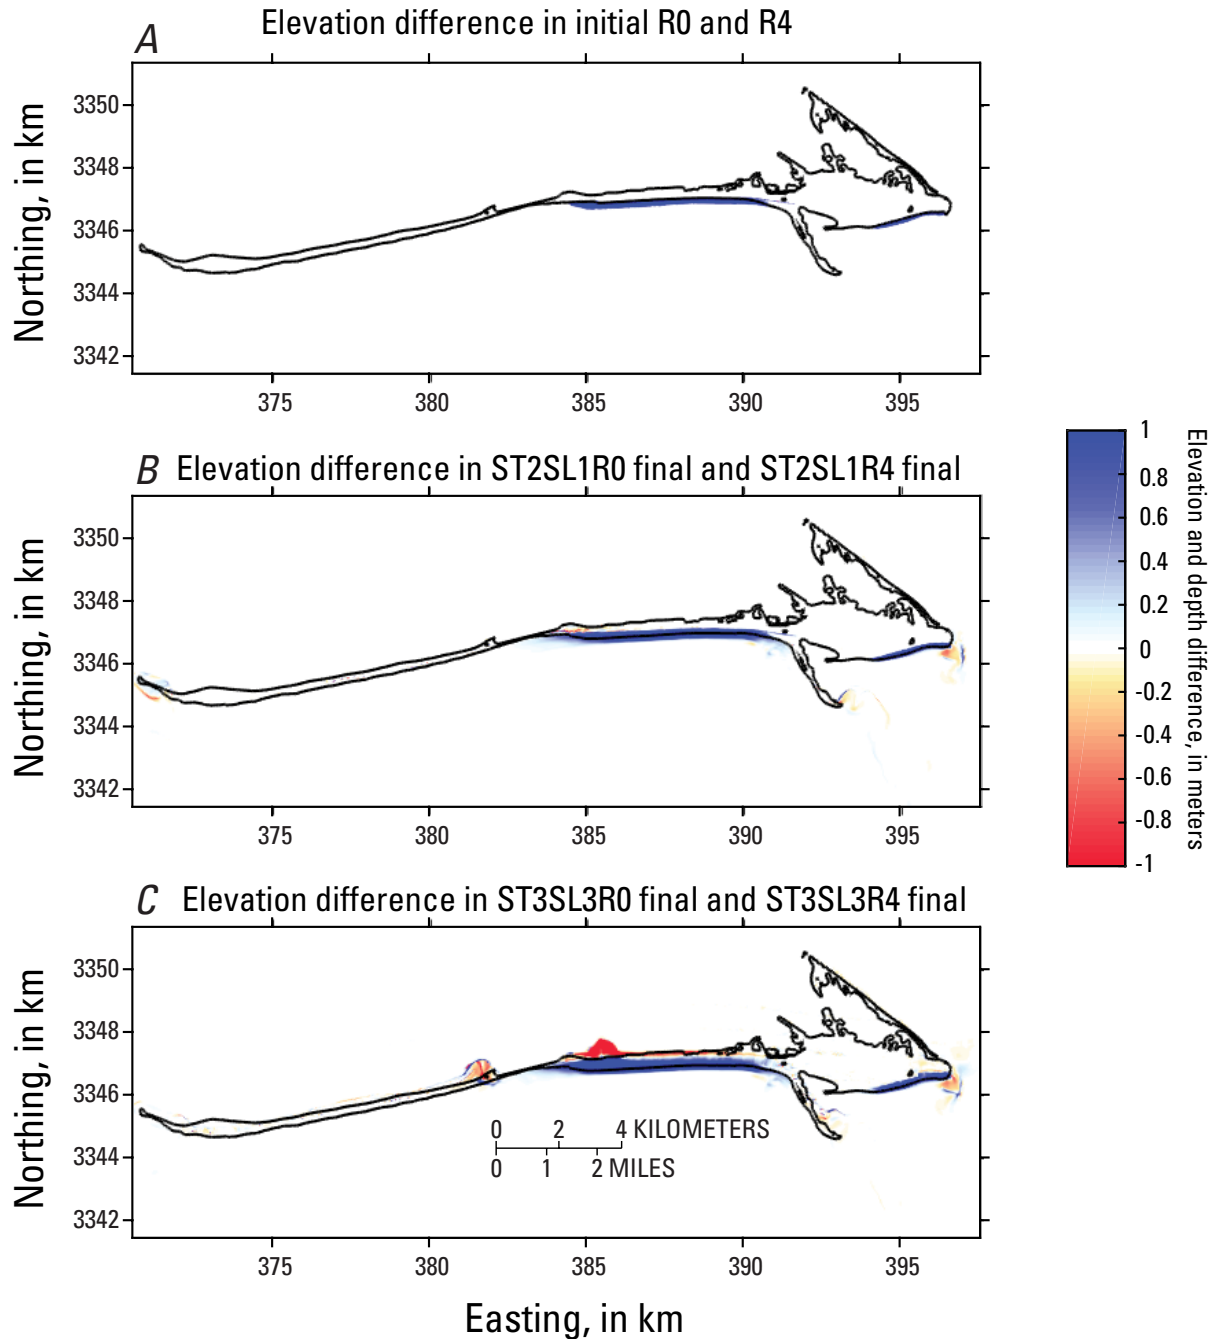 A
Elevation difference in initial R0 and R4
3350
3348
3346
3344
3342
Northing, in km
375 380 385 390 395
B Elevation difference in ST2SL1R0 final and ST2SL1R4 final
3350
3348
3346
3344
3342
Northing, in km
375 380 385 390 395
1
0.8
0.6
0.4
0.2
0
-0.2
-0.4
-0.6
-0.8
-1
Elevation and depth difference, in meters
C Elevation difference in ST3SL3R0 final and ST3SL3R4 final
3350
3348
3346
3344
3342
Northing, in km
0 2 4 KILOMETERS
0 1 2 MILES
375 380 385 390 395
Easting, in km